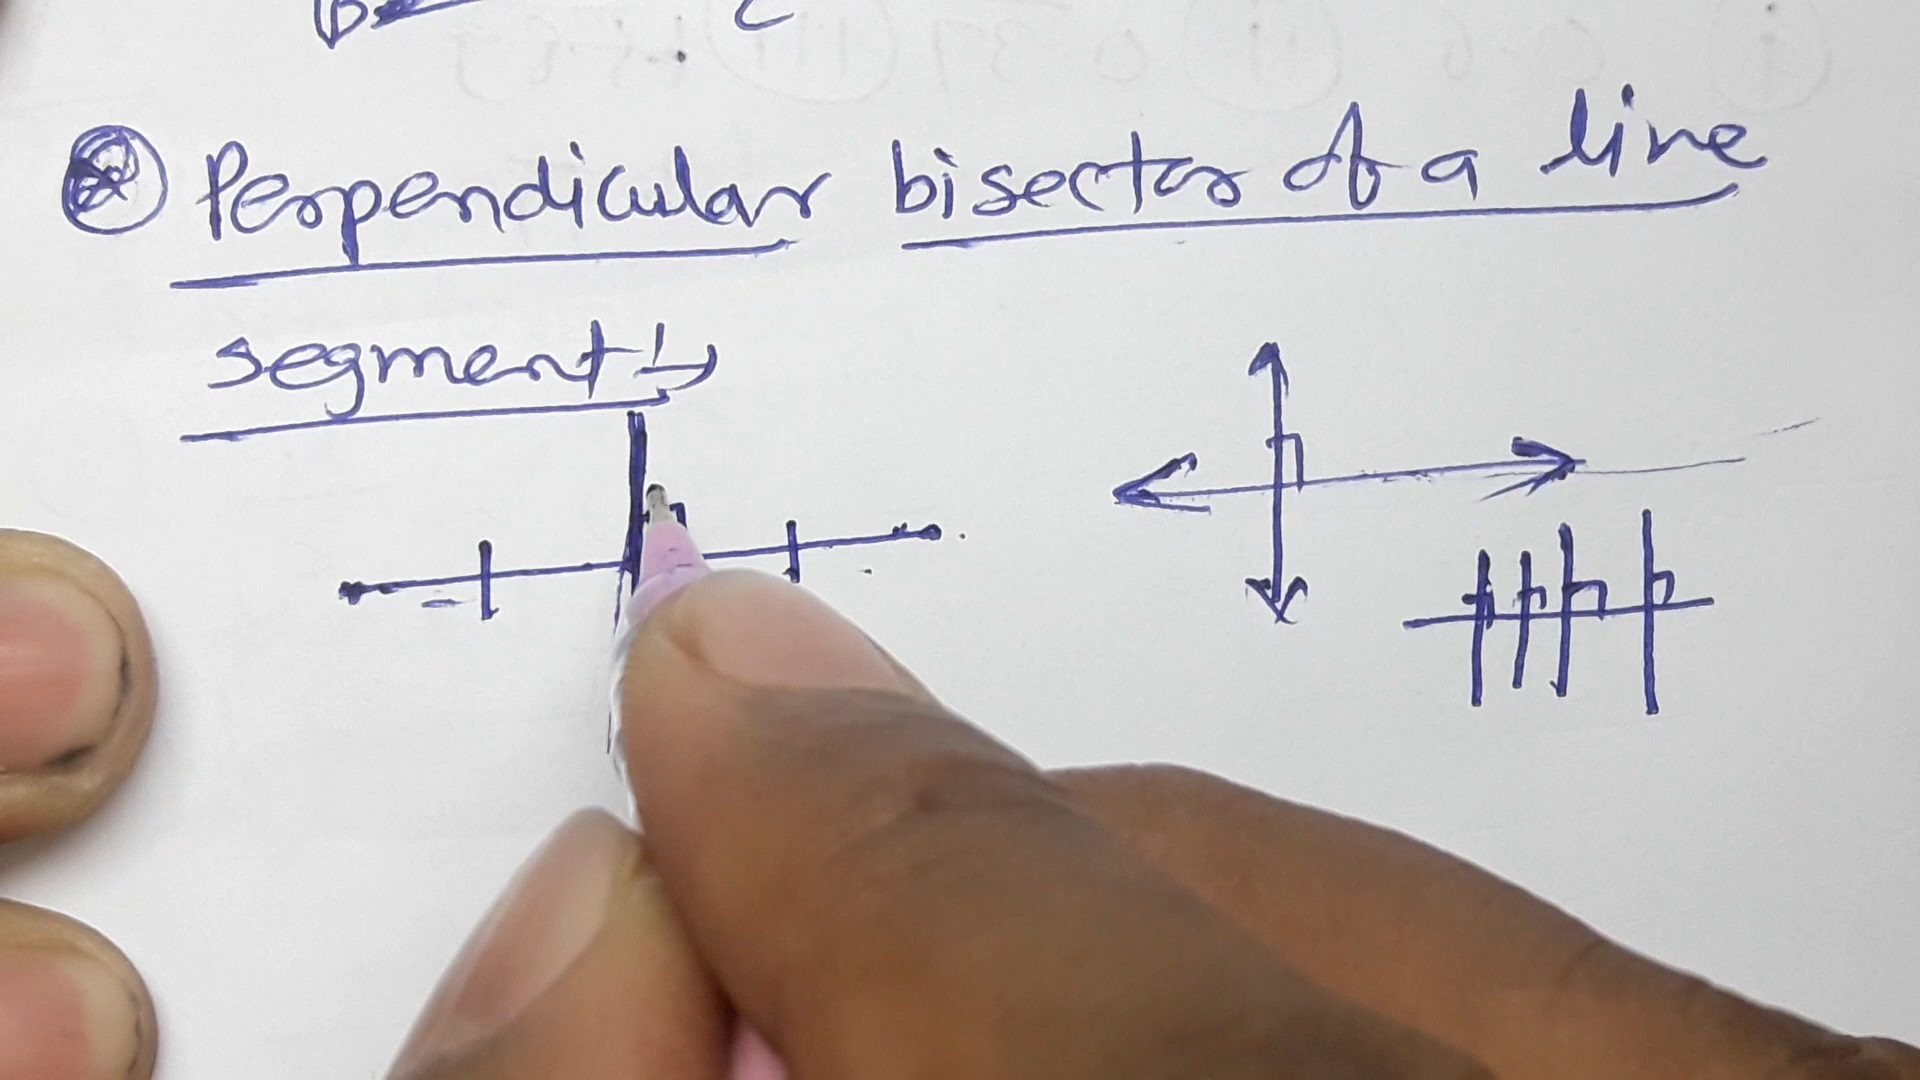 B C
Perpendicular bisector of a line
segment :→